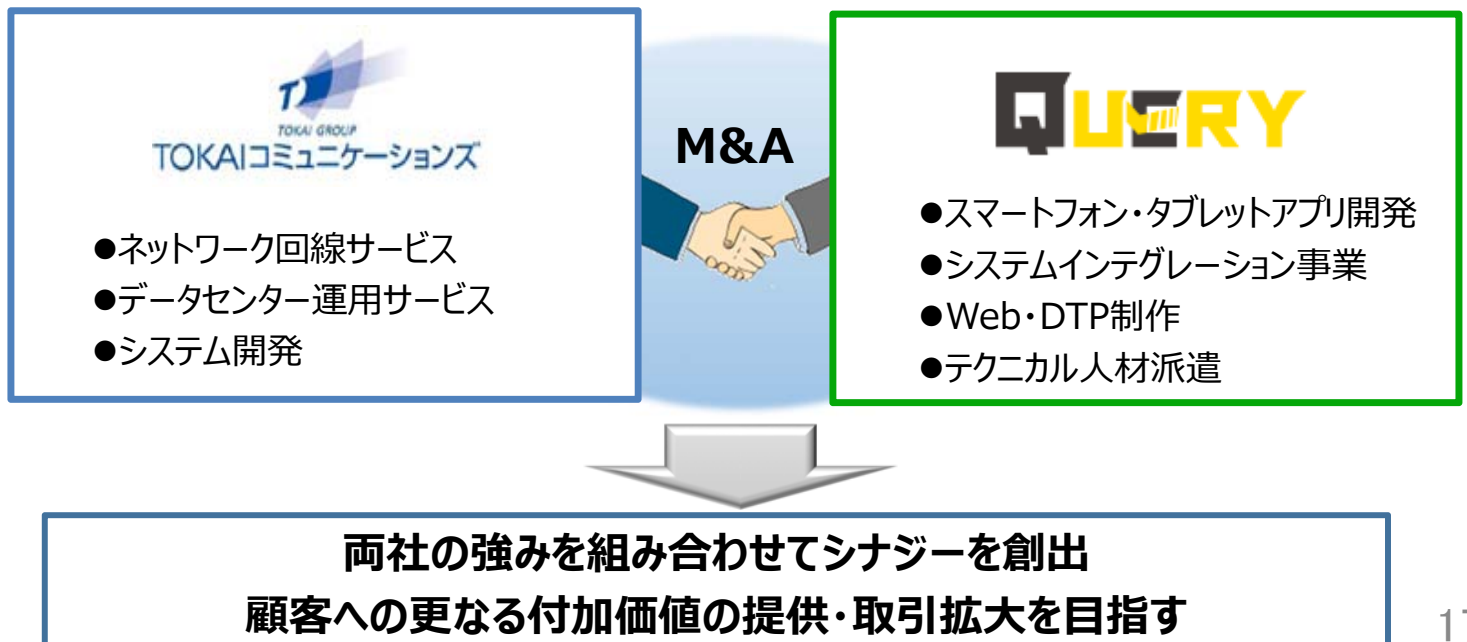 T
TOKAI GROUP
TOKAIコミュニケーションズ
●ネットワーク回線サービス
●データセンター運用サービス
●システム開発
M&A
QUERY
●スマートフォン・タブレットアプリ開発
●システムインテグレーション事業
●Web・DTP制作
●テクニカル人材派遣
両社の強みを組み合わせてシナジーを創出
顧客への更なる付加価値の提供・取引拡大を目指す